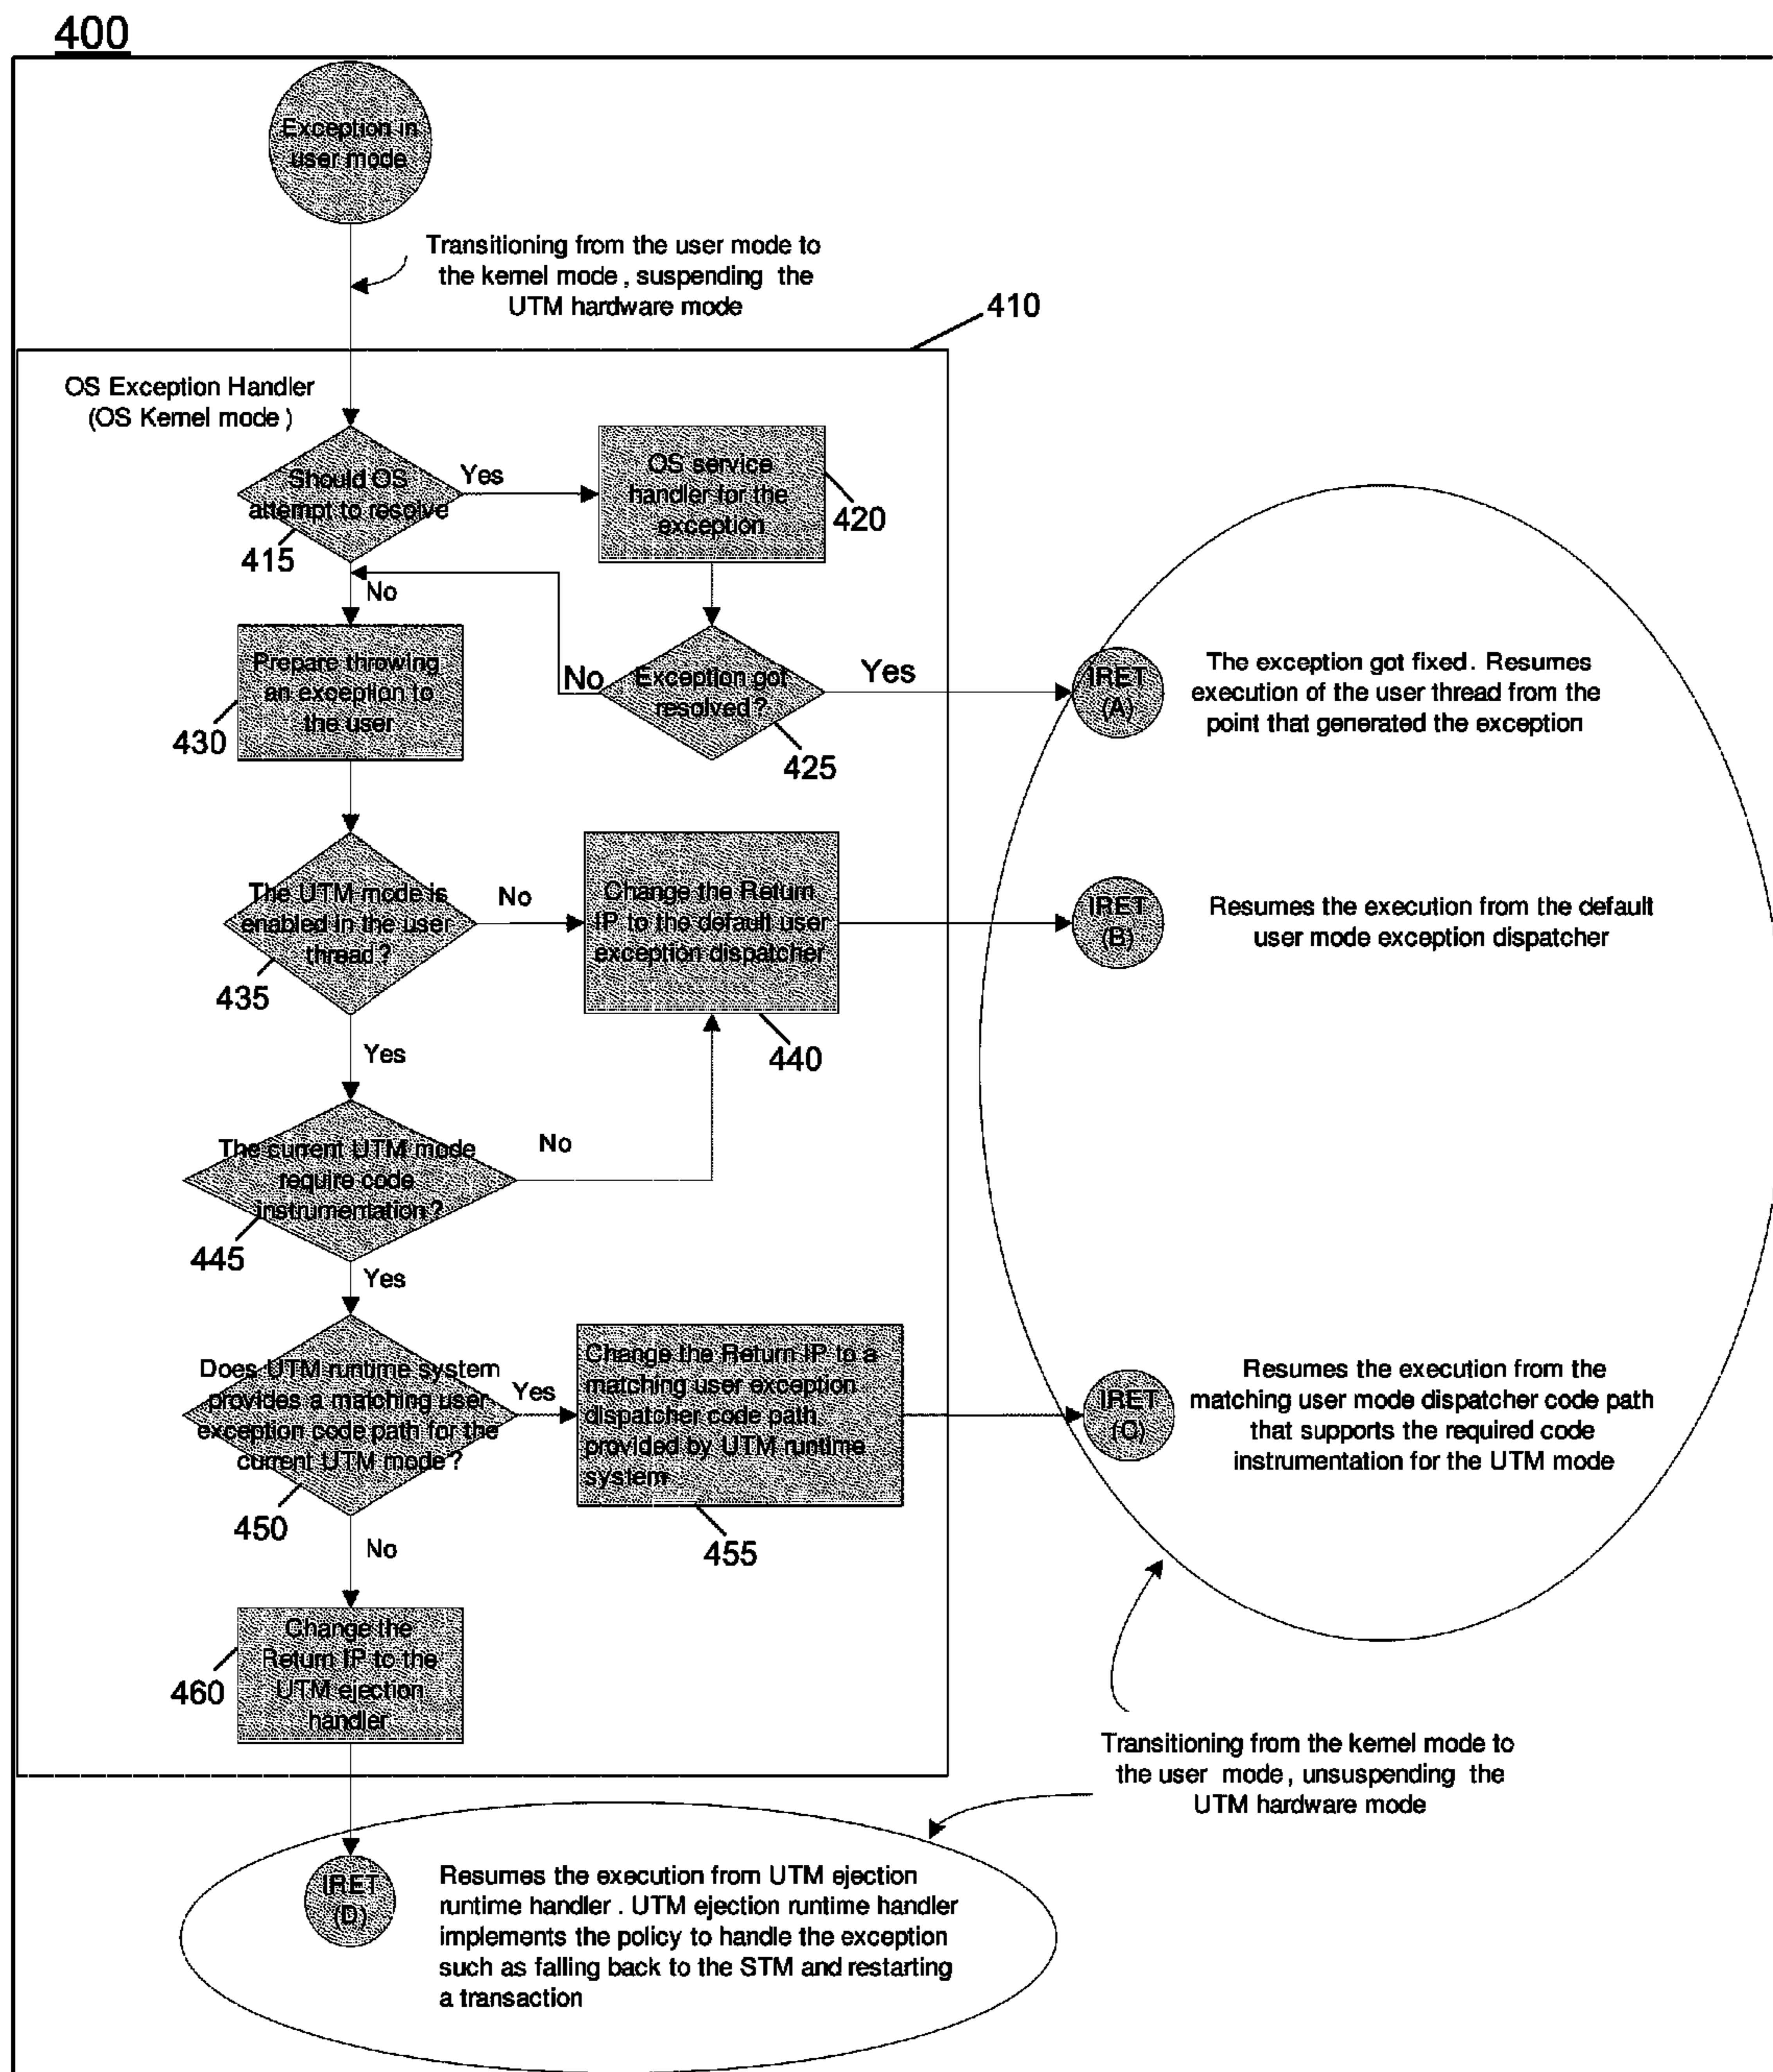 400
Exception in
user mode
Transitioning from the user mode to
the kernel mode , suspending the
UTM hardware mode
410
OS Exception Handler
(OS Kernel mode )
Should OS
attempt to resolve
415
Yes
OS service
handler for the
exception
420
No
Prepare throwing
an exception to
the user
430
No
Exception got
resolved ?
425
Yes
IRET
(A)
The exception got fixed . Resumes
execution of the user thread from the
point that generated the exception
The UTM mode is
enabled in the user
thread ?
435
No
Change the Return
IP to the default user
exception dispatcher
440
IRET
(B)
Resumes the execution from the default
user mode exception dispatcher
Yes
The current UTM mode
require code
instrumentation ?
445
No
Yes
Does UTM runtime system
provides a matching user
exception code path for the
current UTM mode ?
450
Yes
Change the Return IP to a
matching user exception
dispatcher code path
provided by UTM runtime
system
455
IRET
(C)
Resumes the execution from the
matching user mode dispatcher code path
that supports the required code
instrumentation for the UTM mode
No
Change the
Return IP to the
UTM ejection
handler
460
Transitioning from the kernel mode to
the user mode , unsuspending the
UTM hardware mode
IRET
(D)
Resumes the execution from UTM ejection
runtime handler . UTM ejection runtime handler
implements the policy to handle the exception
such as falling back to the STM and restarting
a transaction